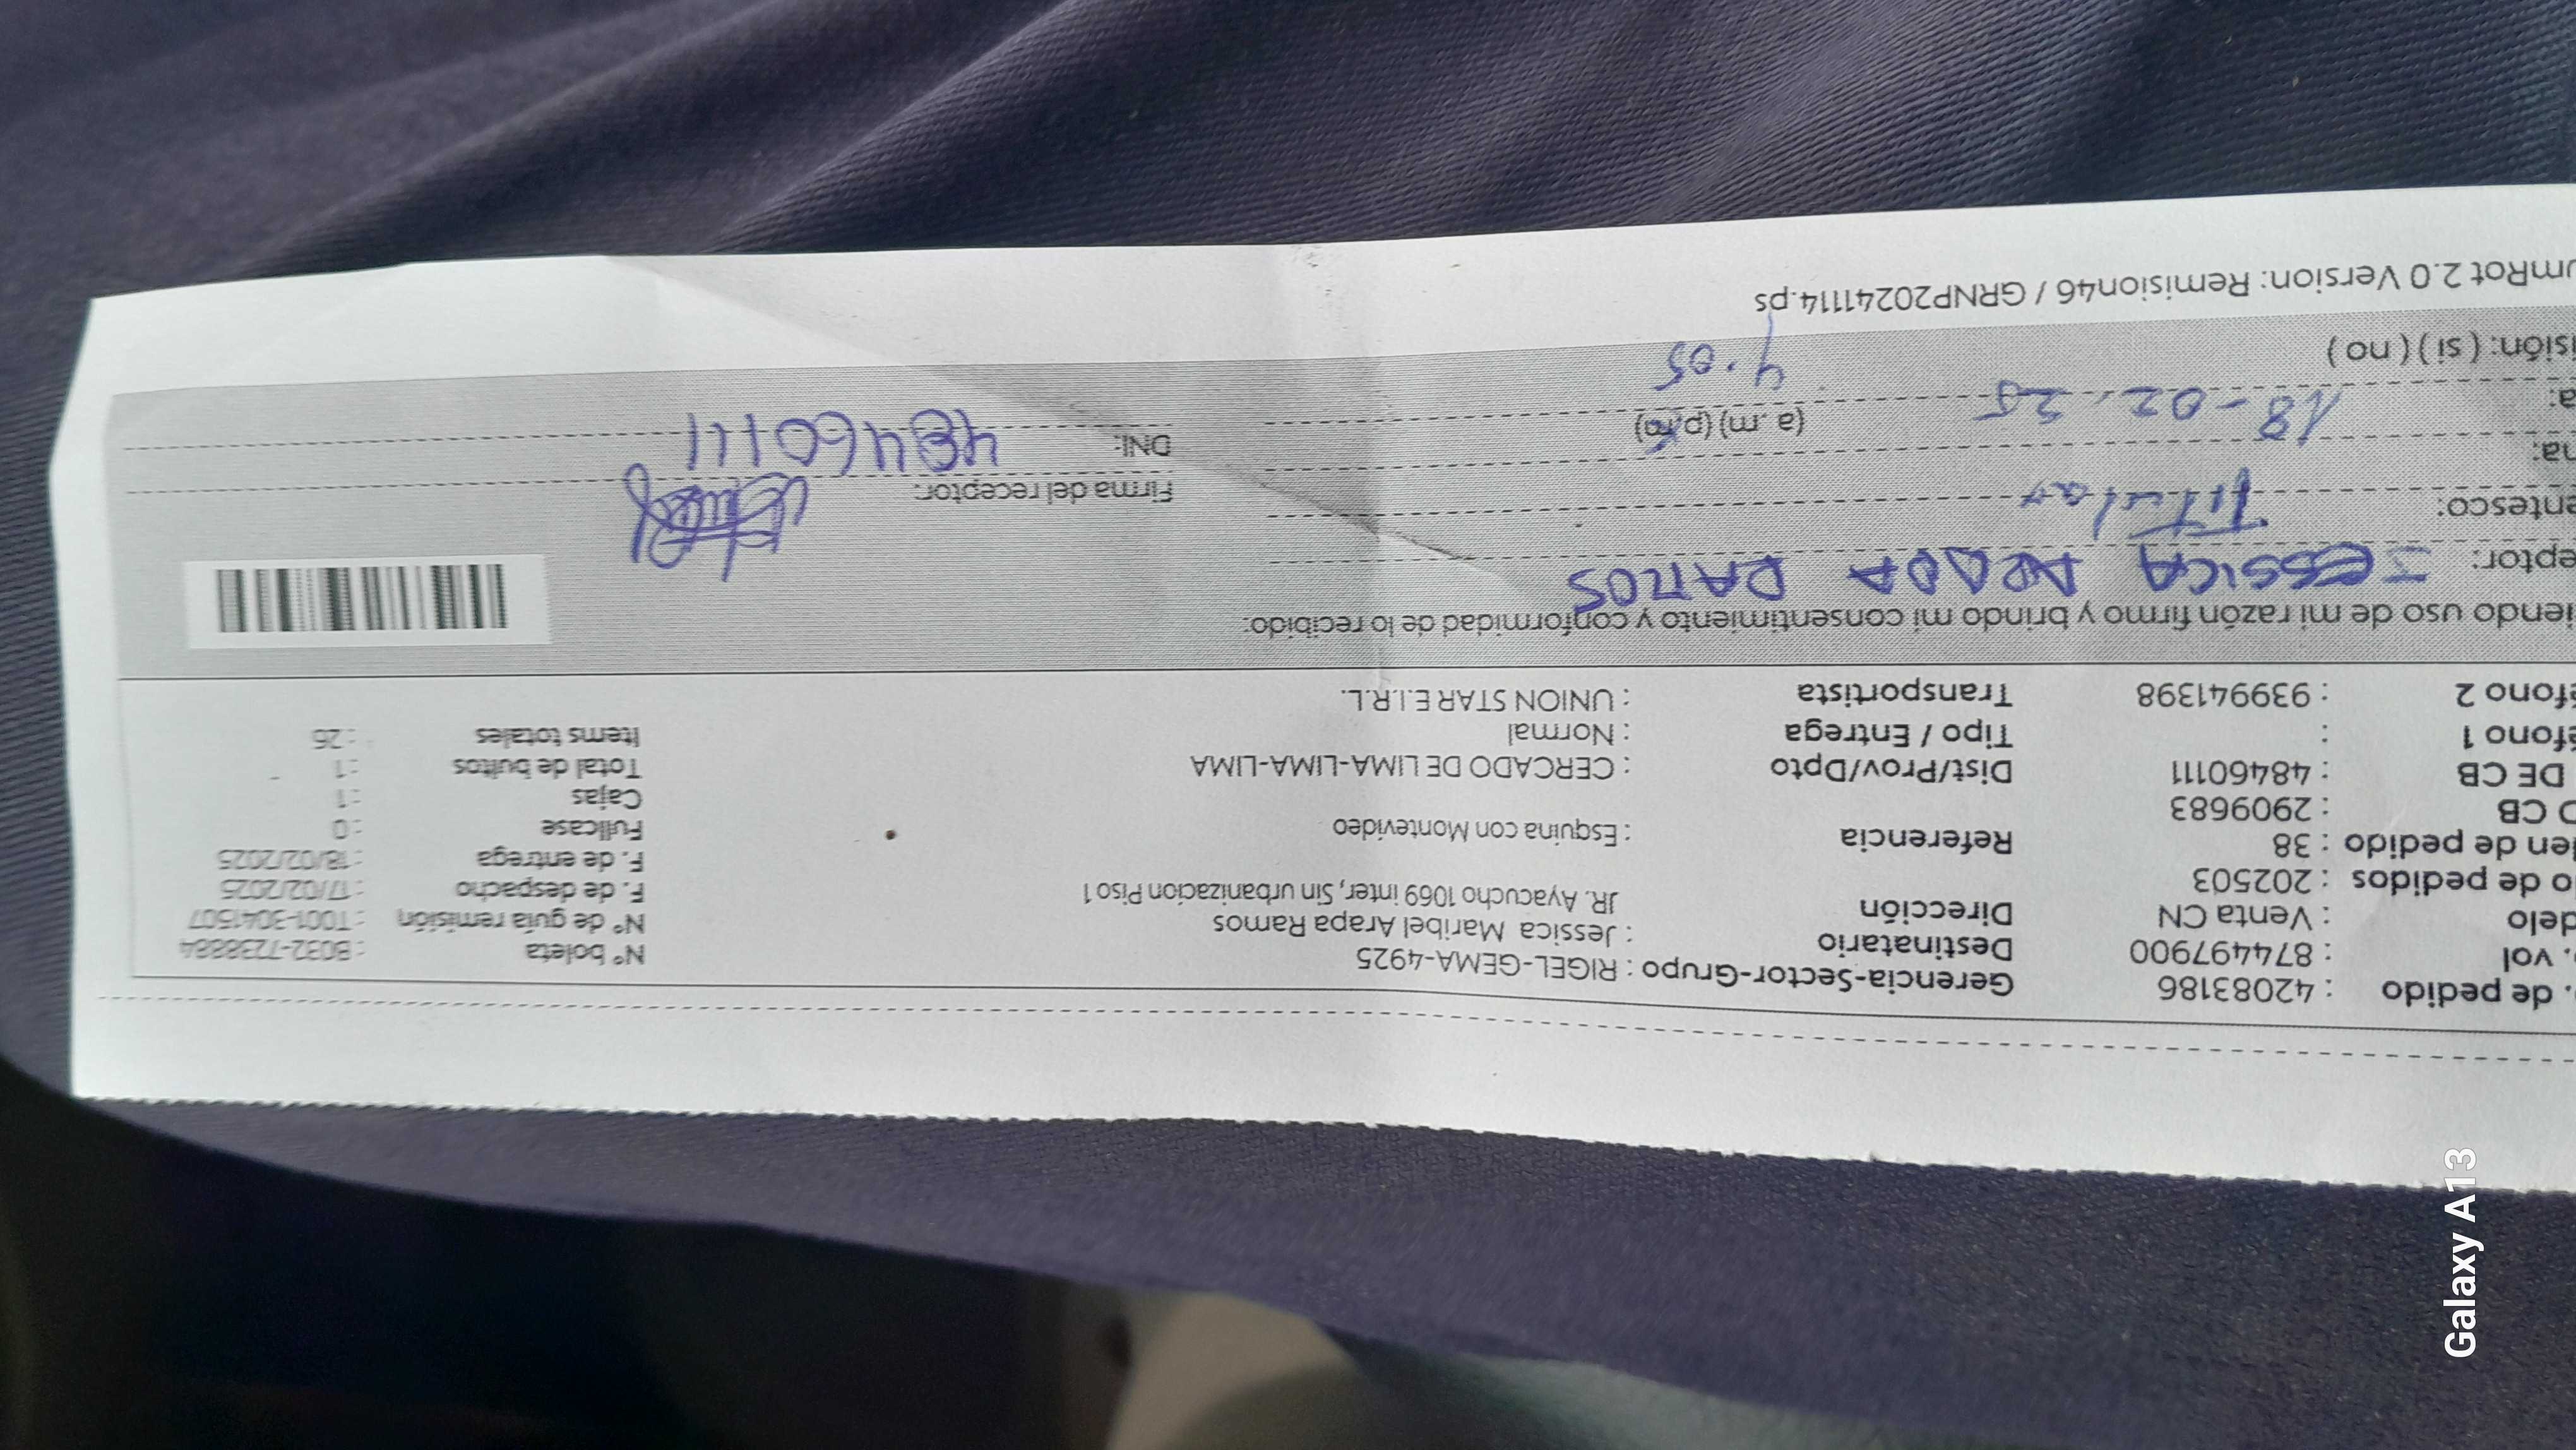 . de pedido : 42083186 Gerencia-Sector-Grupo : RIGEL-GEMA-4925 N° boleta : B032-7238884
. vol : 874497900 Destinatario : Jessica Maribel Arapa Ramos N° de guía remisión : T001-3041507
delo : Venta CN Dirección JR. Ayacucho 1069 inter, Sin urbanizacion Piso 1 F. de despacho : 17/02/2025
o de pedidos : 202503 F. de entrega : 18/02/2025
en de pedido : 38 Referencia : Esquina con Montevideo Fullcase : 0
O CB : 2909683 Cajas : 1
DE CB : 48460111 Dist/Prov/Dpto : CERCADO DE LIMA-LIMA-LIMA Total de bultos : 1
éfono 1 : Tipo / Entrega : Normal Items totales : 26
éfono 2 : 939941398 Transportista : UNION STAR E.I.R.L.
iendo uso de mi razón firmo y brindo mi consentimiento y conformidad de lo recibido:
eptor: JESSICA ARAPA RAMOS
entesco: Titular Firma del receptor:
na: (a .m) (p.m) DNI: 48460111
a: 18-02.25 4.05
isión: ( si ) ( no )
umRot 2.0 Version: Remision46 / GRNP20241114.ps
Galaxy A13